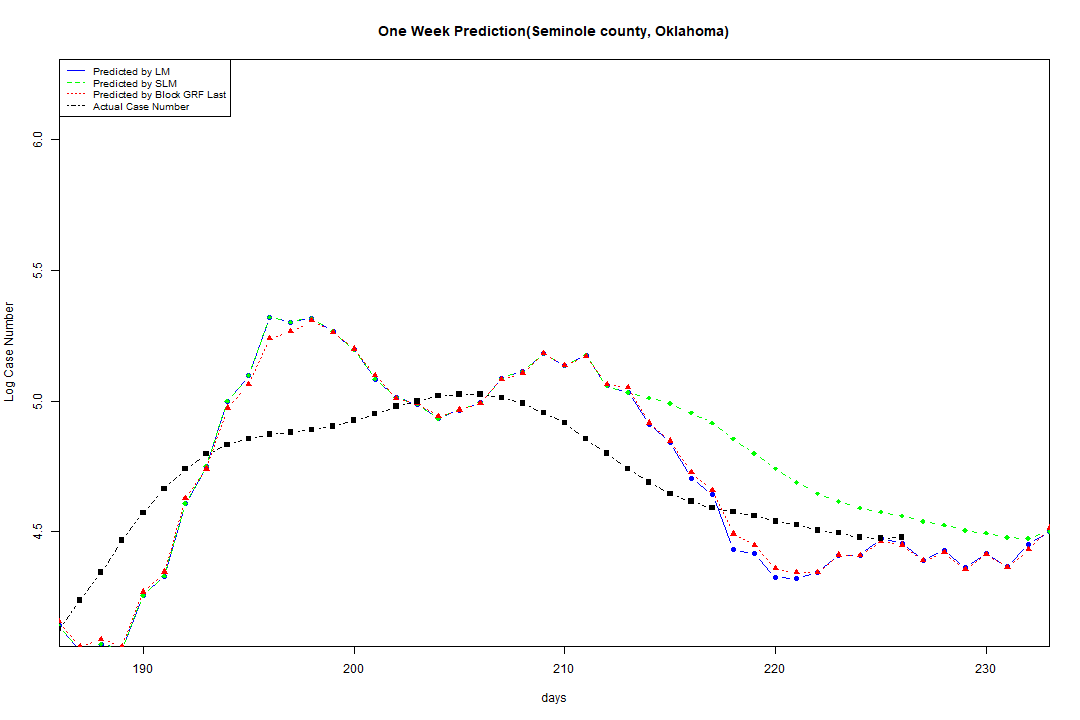 One Week Prediction(Seminole county, Oklahoma)
Predicted by LM
Predicted by SLM
Predicted by Block GRF Last
Actual Case Number
6.0
5.5
5.0
4.5
Log Case Number
190 200 210 220 230
days